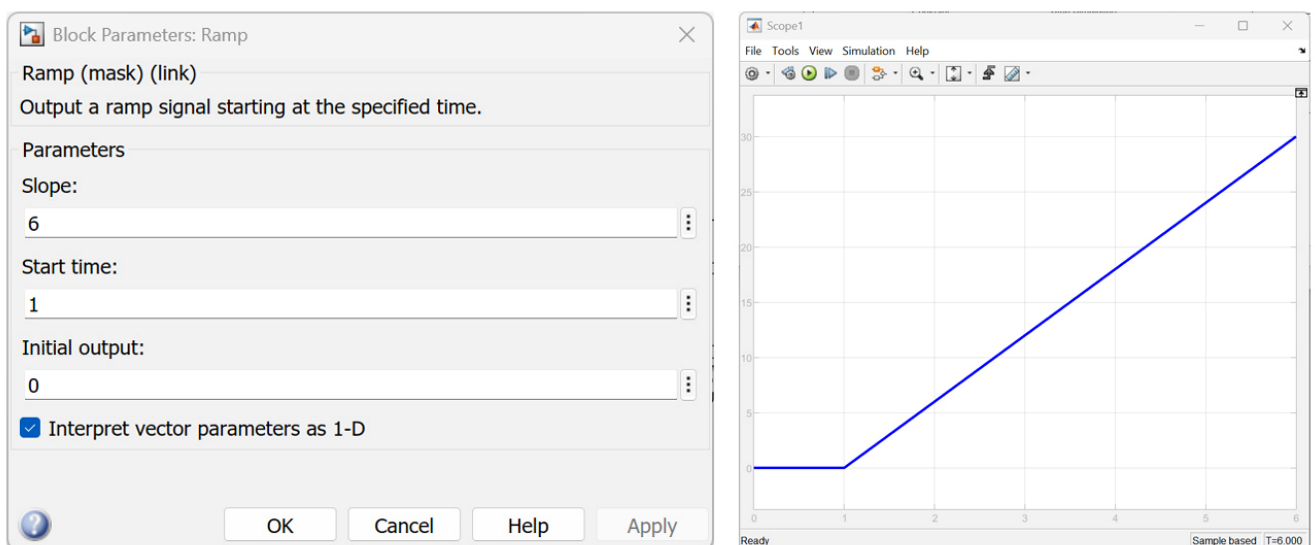 Block Parameters: Ramp
Ramp (mask) (link)
Output a ramp signal starting at the specified time.
Parameters
Slope:
6
Start time:
1
Initial output:
0
Interpret vector parameters as 1-D
OK Cancel Help Apply
Scope1
File Tools View Simulation Help
30
25
20
15
10
5
0
0 1 2 3 4 5 6
Ready Sample based T=6.000